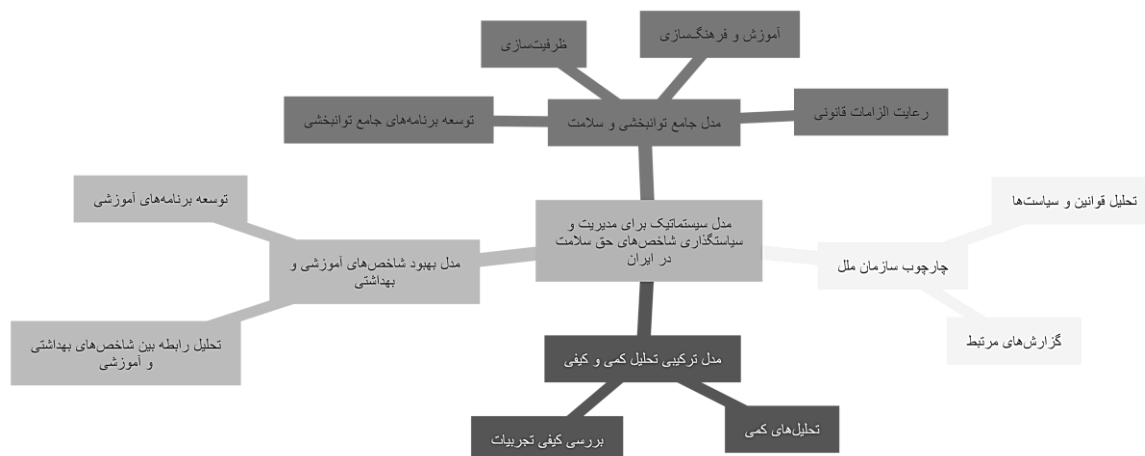 آموزش و فرهنگ‌سازی
ظرفیت‌سازی
رعایت الزامات قانونی
مدل جامع توانبخشی و سلامت
توسعه برنامه‌های جامع توانبخشی
تحلیل قوانین و سیاست‌ها
توسعه برنامه‌های آموزشی
مدل سیستماتیک برای مدیریت و
سیاستگذاری شاخص‌های حق سلامت
در ایران
چارچوب سازمان ملل
مدل بهبود شاخص‌های آموزشی و
بهداشتی
گزارش‌های مرتبط
تحلیل رابطه بین شاخص‌های بهداشتی
و آموزشی
مدل ترکیبی تحلیل کمی و کیفی
تحلیل‌های کمی
بررسی کیفی تجربیات